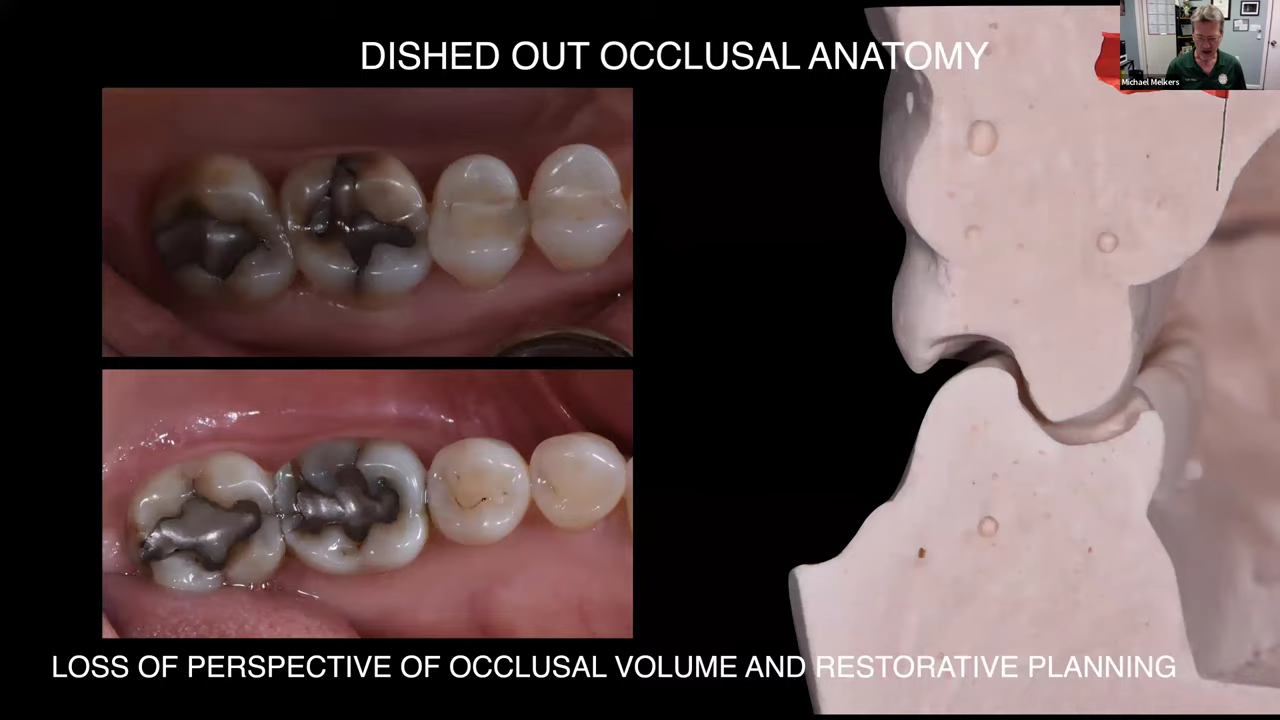 DISHED OUT OCCLUSAL ANATOMY
Michael Melkers
LOSS OF PERSPECTIVE OF OCCLUSAL VOLUME AND RESTORATIVE PLANNING